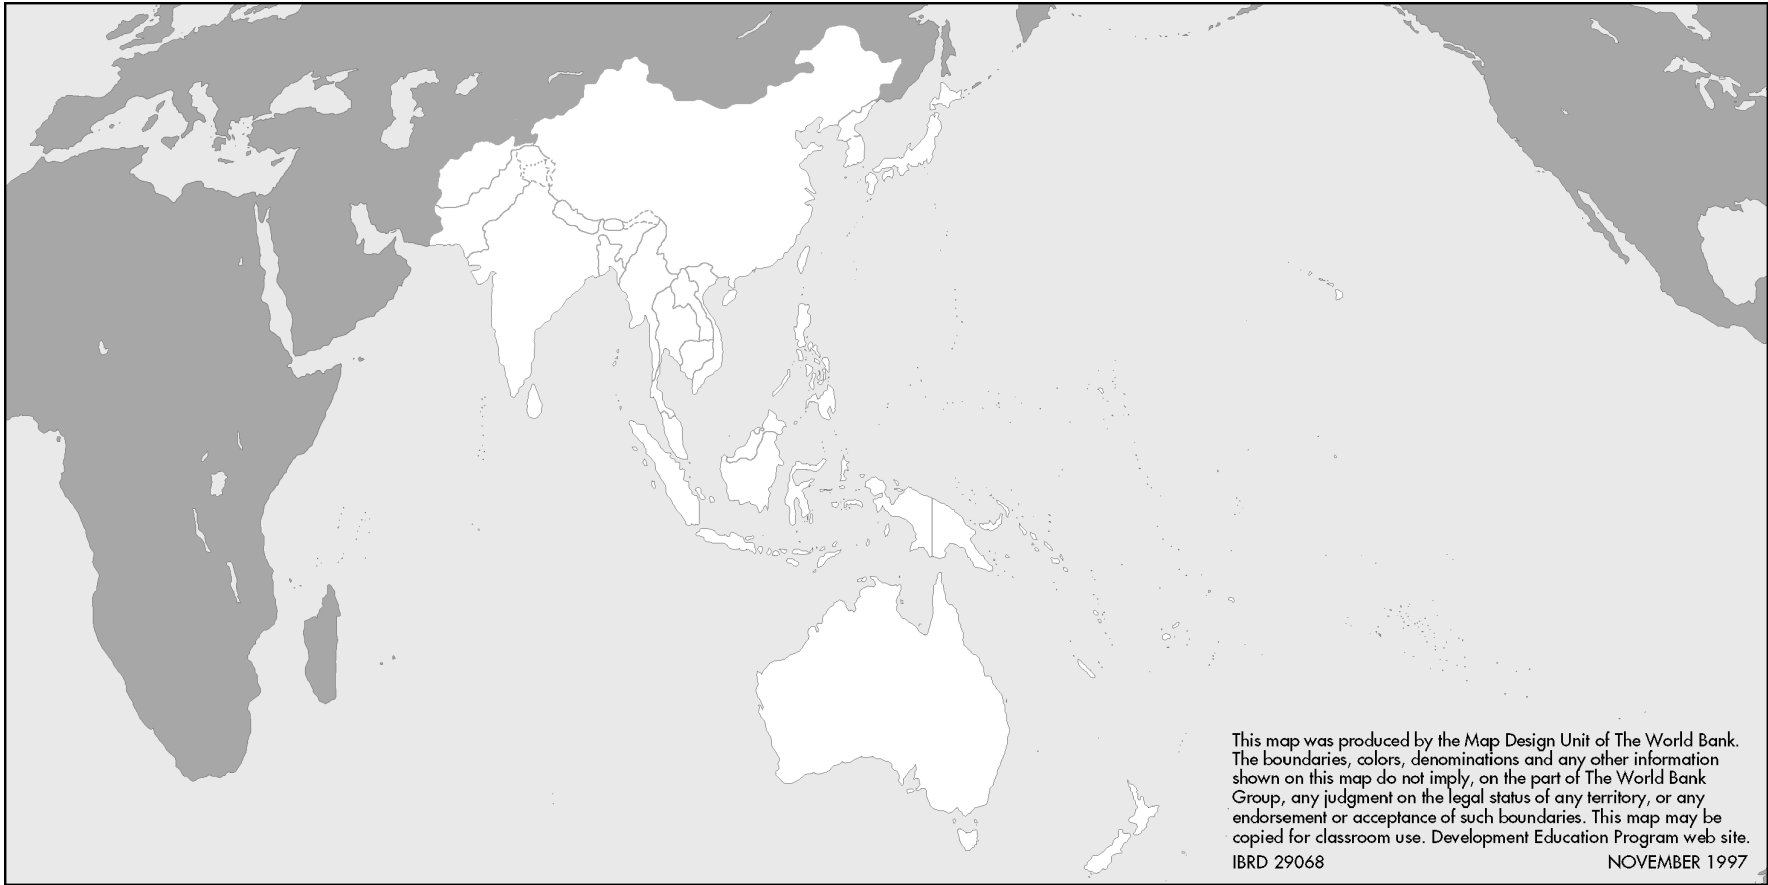 This map was produced by the Map Design Unit of The World Bank.
The boundaries, colors, denominations and any other information
shown on this map do not imply, on the part of The World Bank
Group, any judgment on the legal status of any territory, or any
endorsement or acceptance of such boundaries. This map may be
copied for classroom use. Development Education Program web site.
IBRD 29068 NOVEMBER 1997